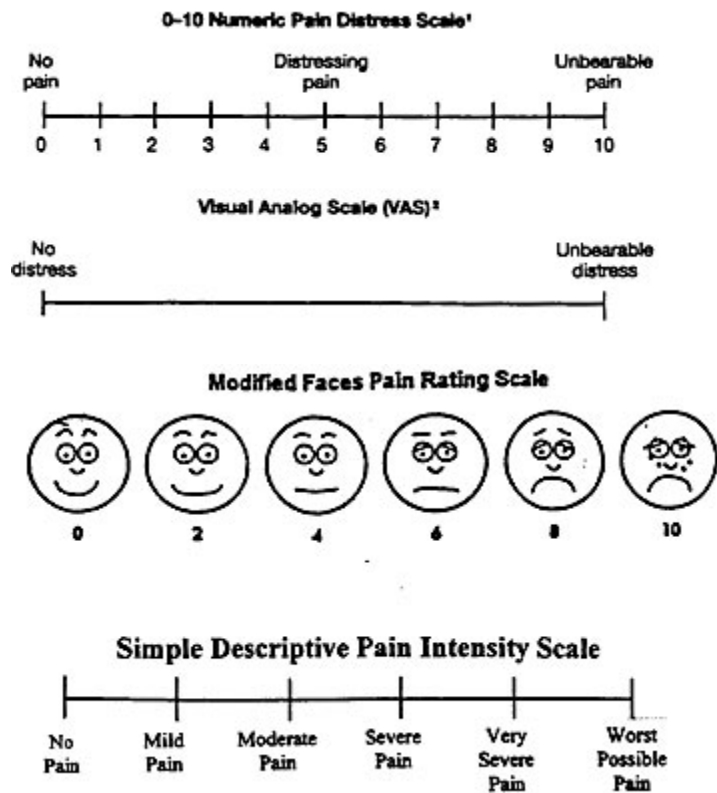 0–10 Numeric Pain Distress Scale¹
No pain
Distressing pain
Unbearable pain
0 1 2 3 4 5 6 7 8 9 10
Visual Analog Scale (VAS)²
No distress
Unbearable distress
Modified Faces Pain Rating Scale
0 2 4 6 8 10
Simple Descriptive Pain Intensity Scale
No Pain
Mild Pain
Moderate Pain
Severe Pain
Very Severe Pain
Worst Possible Pain